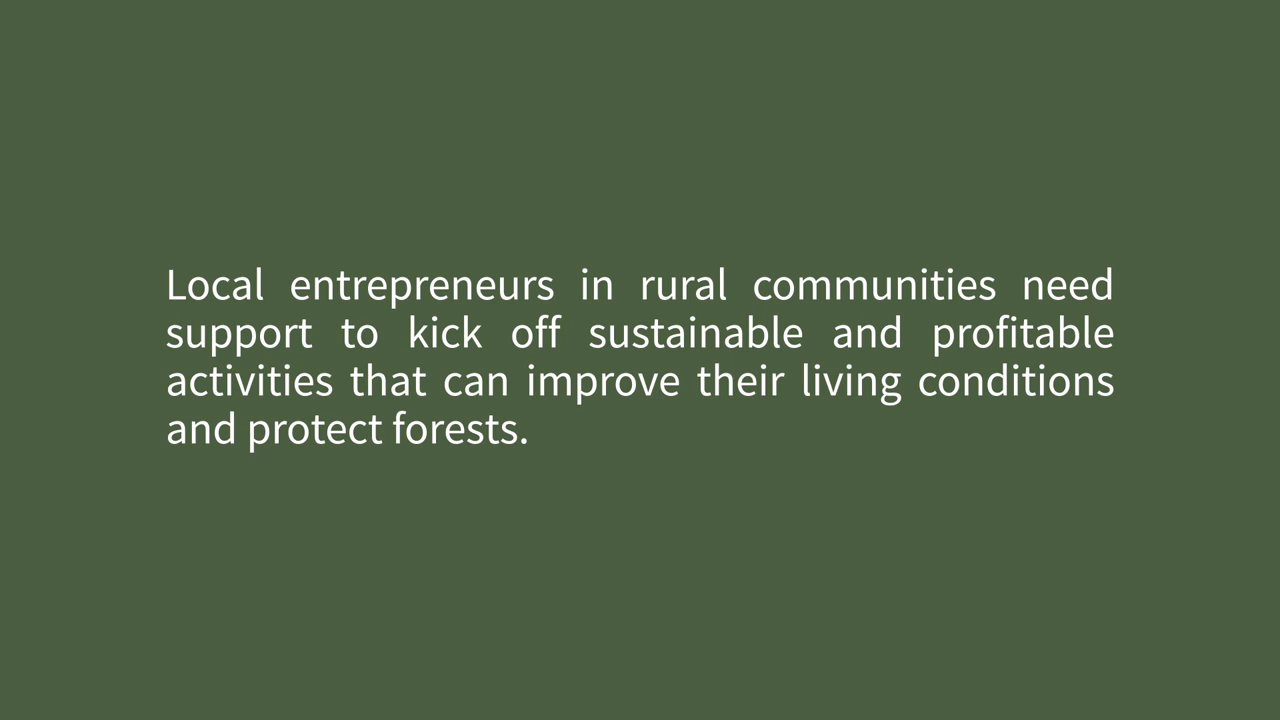 Local entrepreneurs in rural communities need
support to kick off sustainable and profitable
activities that can improve their living conditions
and protect forests.